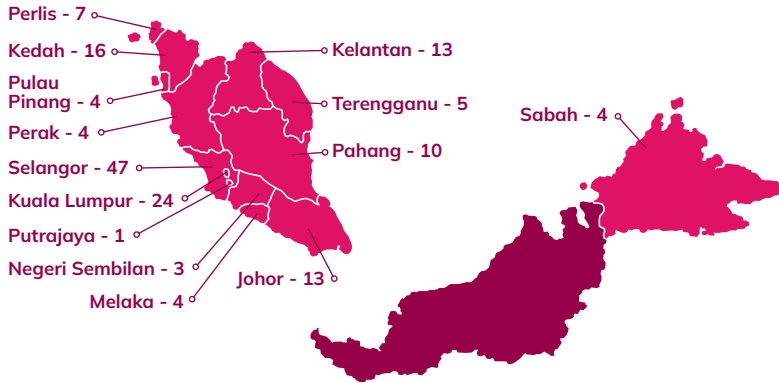 Perlis - 7
Kedah - 16
Pulau
Pinang - 4
Perak - 4
Selangor - 47
Kuala Lumpur - 24
Putrajaya - 1
Negeri Sembilan - 3
Melaka - 4
Johor - 13
Kelantan - 13
Terengganu - 5
Pahang - 10
Sabah - 4